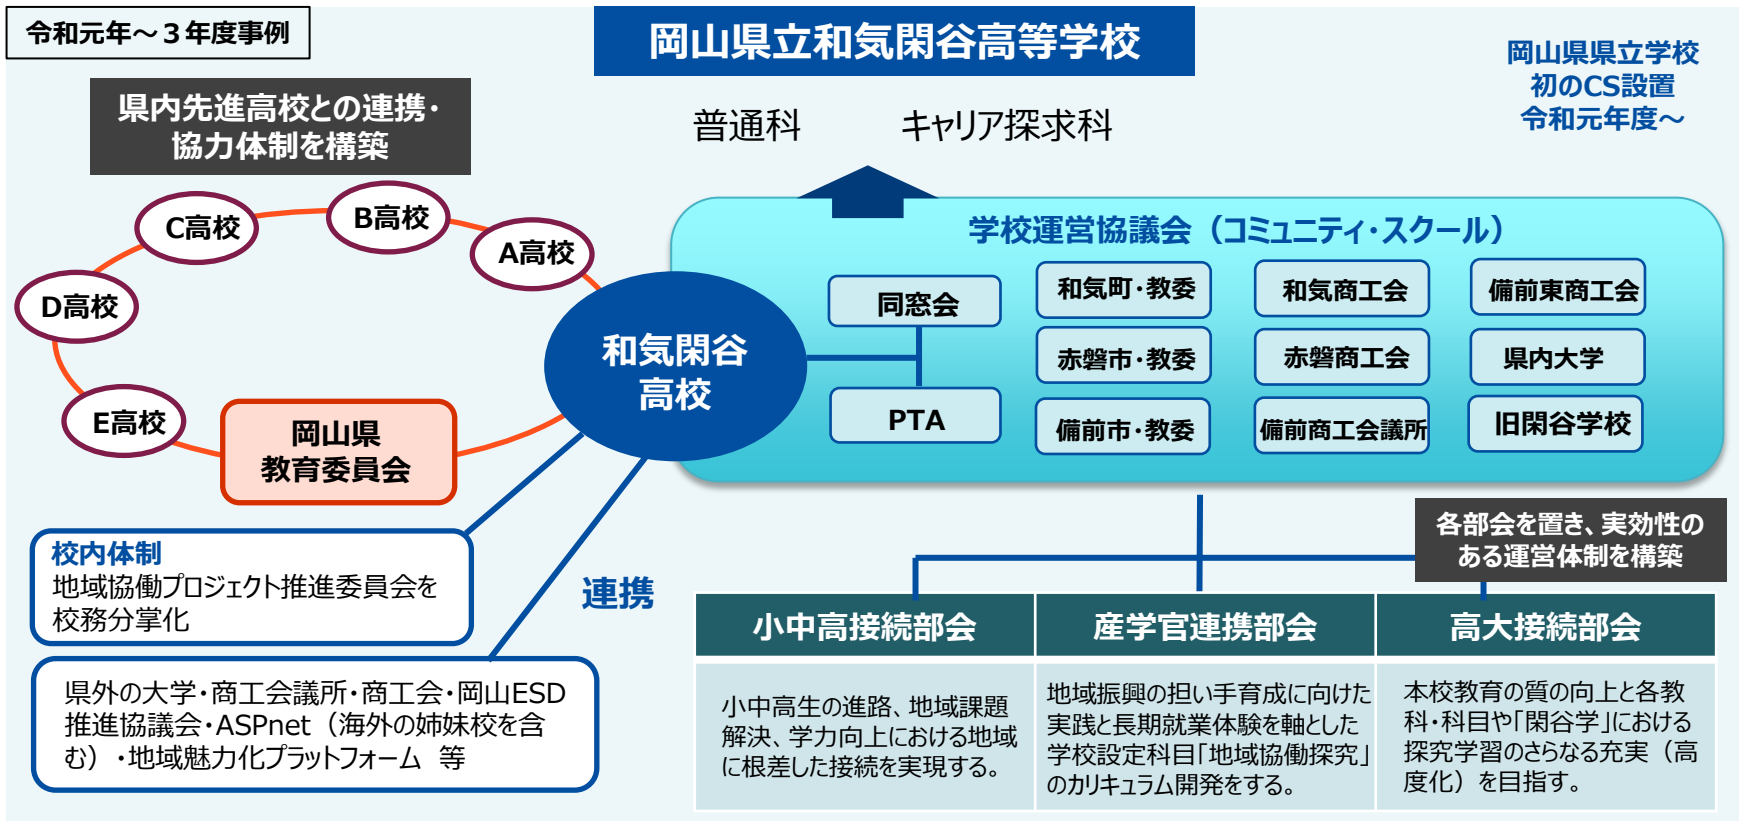 令和元年～３年度事例
岡山県立和気閑谷高等学校
岡山県県立学校
初のCS設置
令和元年度～
県内先進高校との連携・
協力体制を構築
普通科 キャリア探求科
C高校
B高校
A高校
D高校
E高校
岡山県
教育委員会
和気閑谷
高校
学校運営協議会（コミュニティ・スクール）
同窓会
PTA
和気町・教委
和気商工会
備前東商工会
赤磐市・教委
赤磐商工会
県内大学
備前市・教委
備前商工会議所
旧閑谷学校
校内体制
地域協働プロジェクト推進委員会を
校務分掌化
連携
県外の大学・商工会議所・商工会・岡山ESD
推進協議会・ASPnet（海外の姉妹校を含
む）・地域魅力化プラットフォーム 等
各部会を置き、実効性の
ある運営体制を構築
小中高接続部会
産学官連携部会
高大接続部会
小中高生の進路、地域課題
解決、学力向上における地域
に根差した接続を実現する。
地域振興の担い手育成に向けた
実践と長期就業体験を軸とした
学校設定科目「地域協働探究」
のカリキュラム開発をする。
本校教育の質の向上と各教
科・科目や「閑谷学」における
探究学習のさらなる充実（高
度化）を目指す。